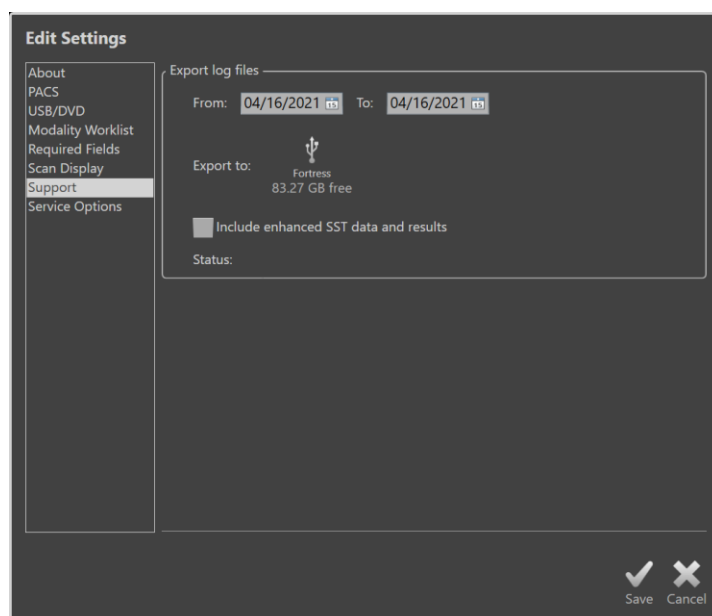 Edit Settings
About
PACS
USB/DVD
Modality Worklist
Required Fields
Scan Display
Support
Service Options
Export log files
From: 04/16/2021 15 To: 04/16/2021 15
Export to:
Fortress
83.27 GB free
Include enhanced SST data and results
Status:
Save Cancel